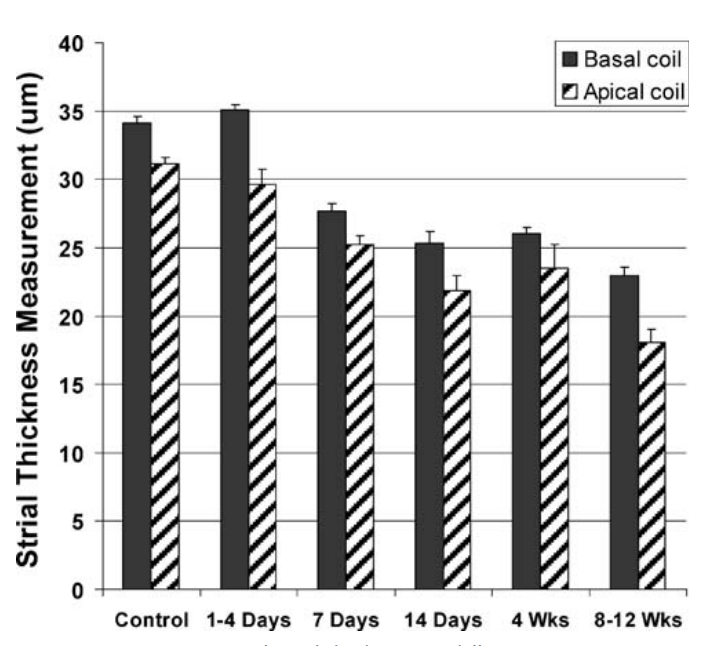 Strial Thickness Measurement (um)
40
35
30
25
20
15
10
5
0
Basal coil
Apical coil
Control 1-4 Days 7 Days 14 Days 4 Wks 8-12 Wks